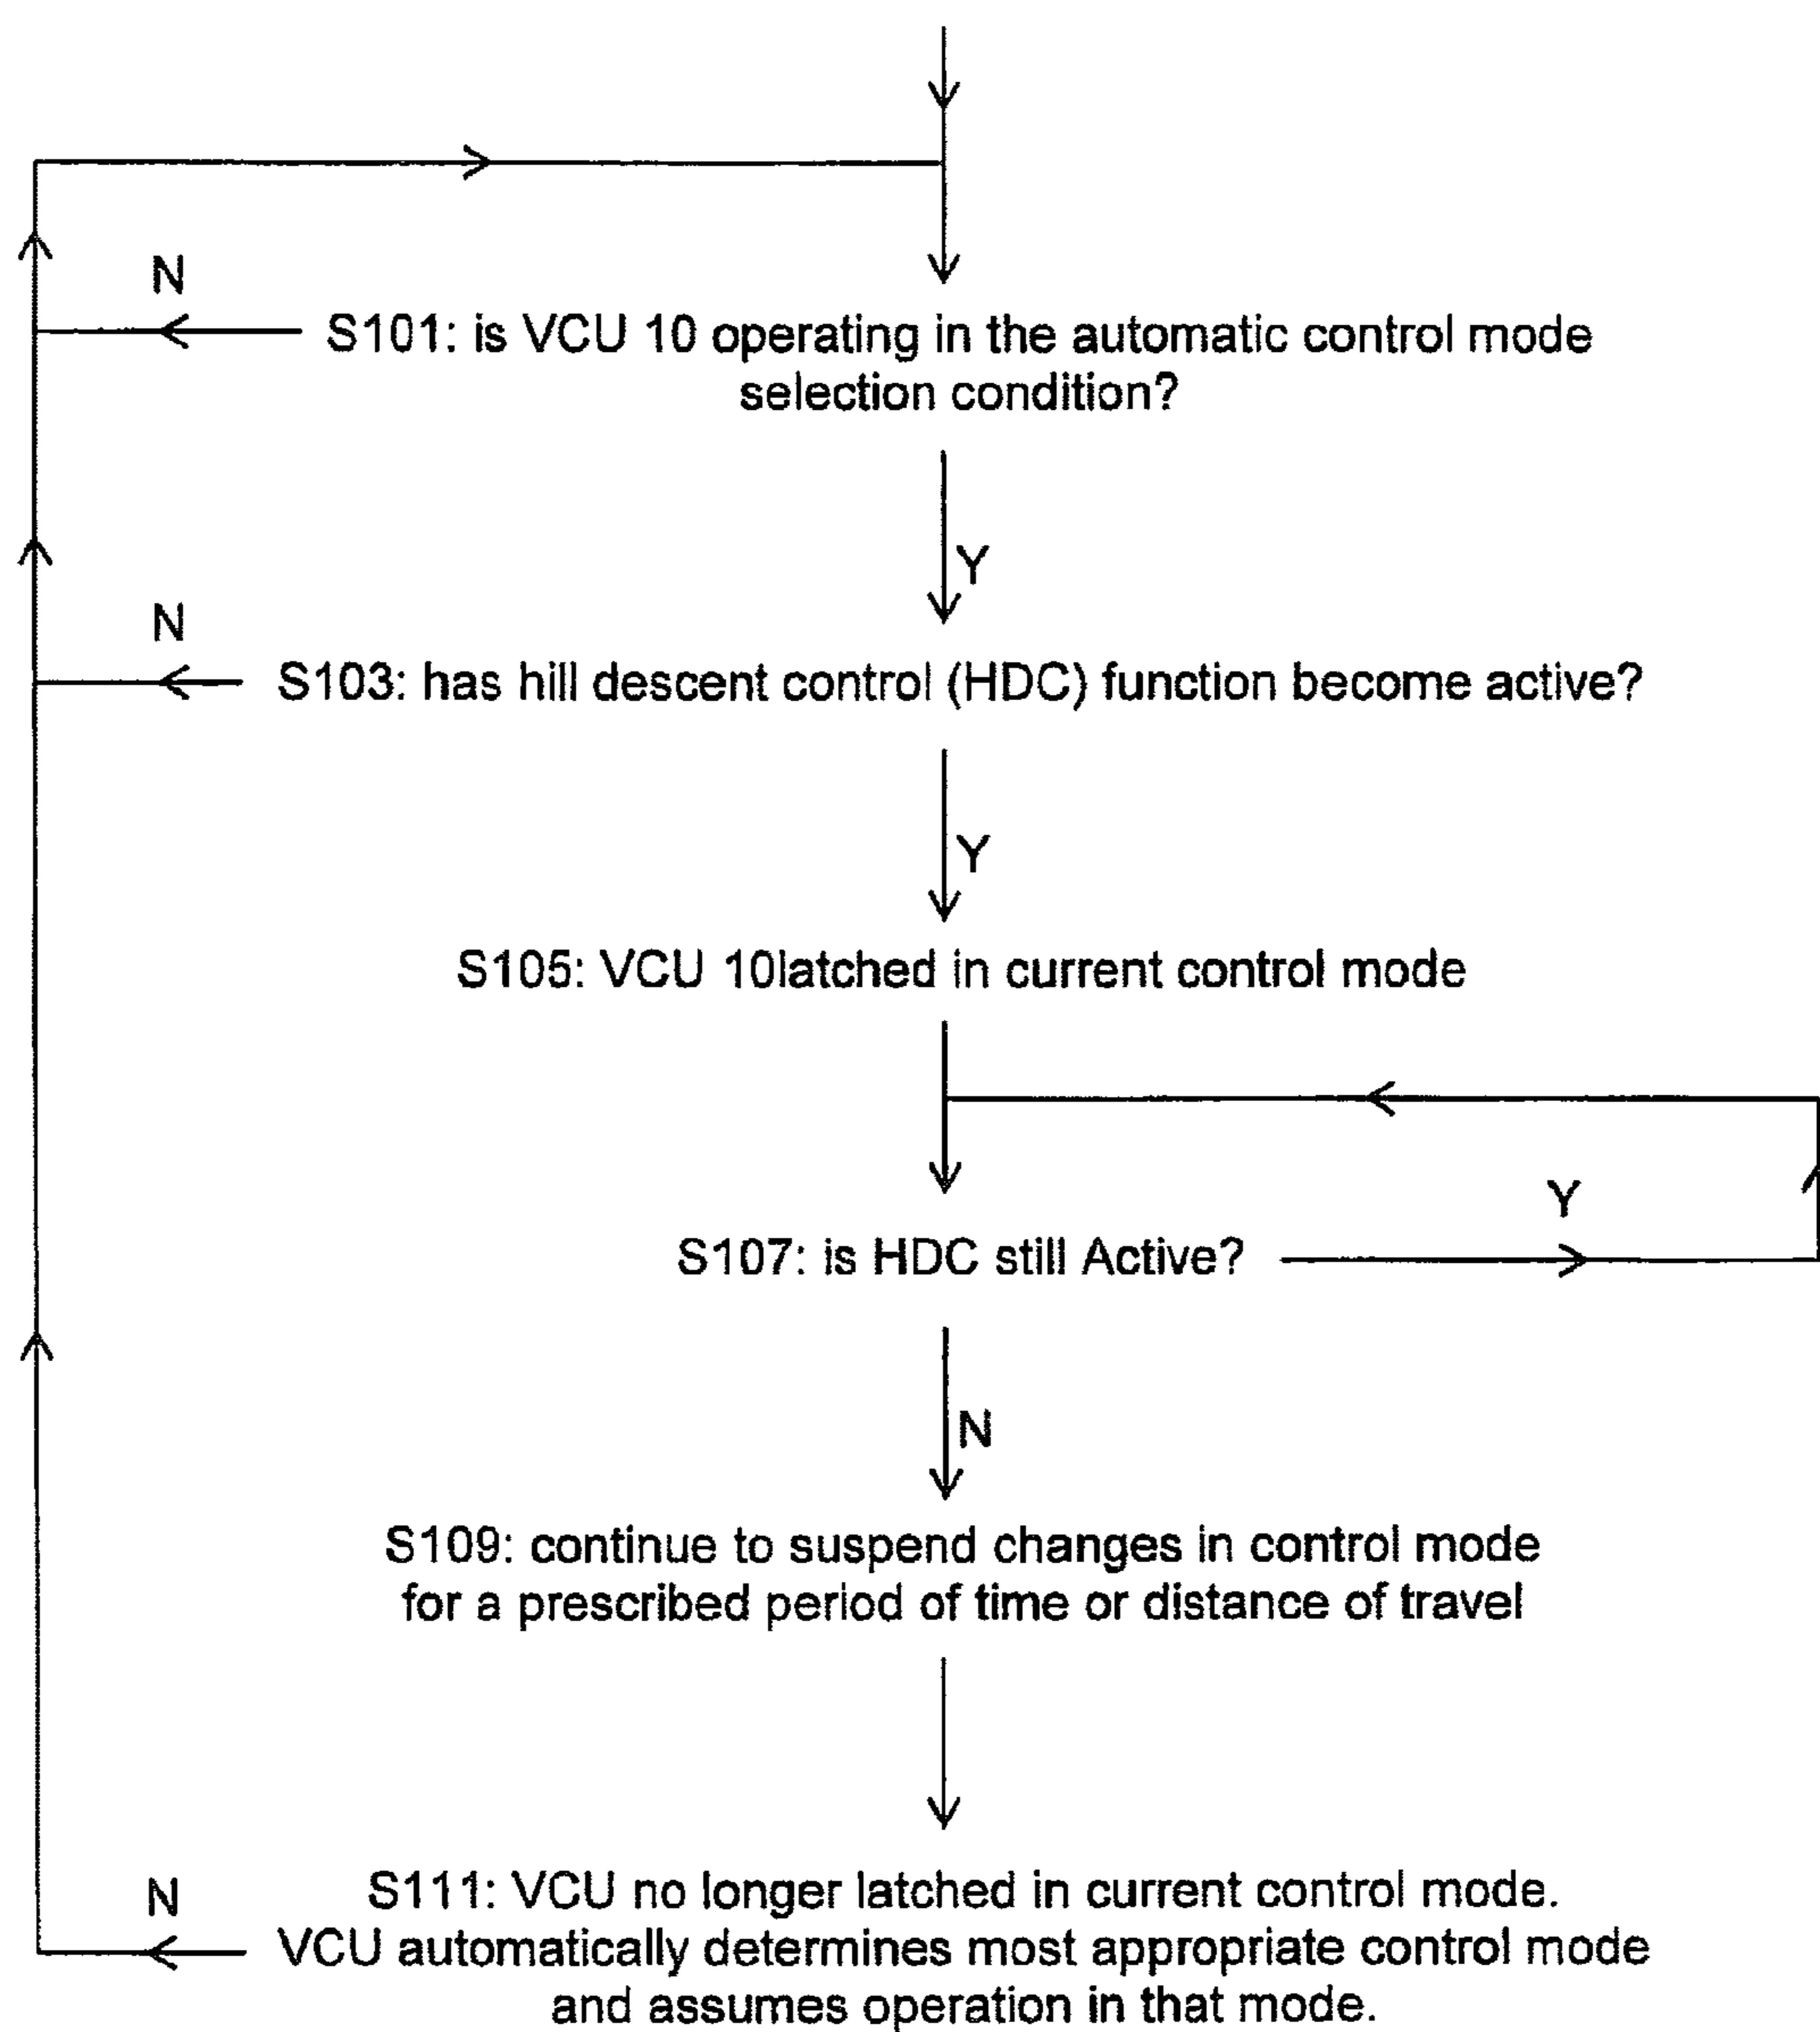 N
S101: is VCU 10 operating in the automatic control mode
selection condition?
Y
N
S103: has hill descent control (HDC) function become active?
Y
S105: VCU 10latched in current control mode
Y
S107: is HDC still Active?
N
S109: continue to suspend changes in control mode
for a prescribed period of time or distance of travel
N
S111: VCU no longer latched in current control mode.
VCU automatically determines most appropriate control mode
and assumes operation in that mode.